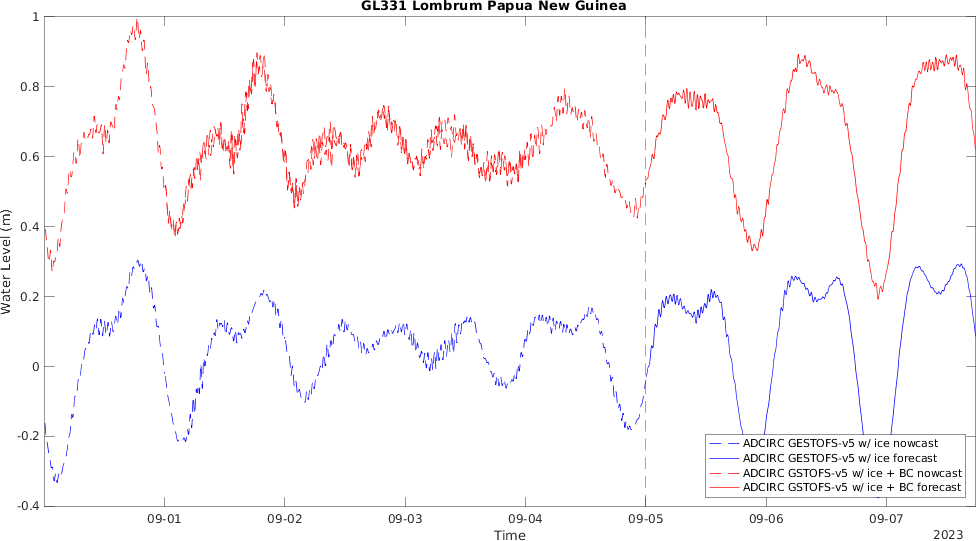 GL331 Lombrum Papua New Guinea
Water Level (m)
1
0.8
0.6
0.4
0.2
0
-0.2
-0.4
ADCIRC GESTOFS-v5 w/ ice nowcast
ADCIRC GESTOFS-v5 w/ ice forecast
ADCIRC GSTOFS-v5 w/ ice + BC nowcast
ADCIRC GSTOFS-v5 w/ ice + BC forecast
09-01 09-02 09-03 09-04 09-05 09-06 09-07
Time
2023